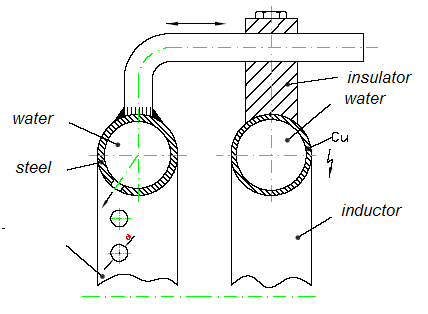 insulator
water
water
Cu
steel
inductor